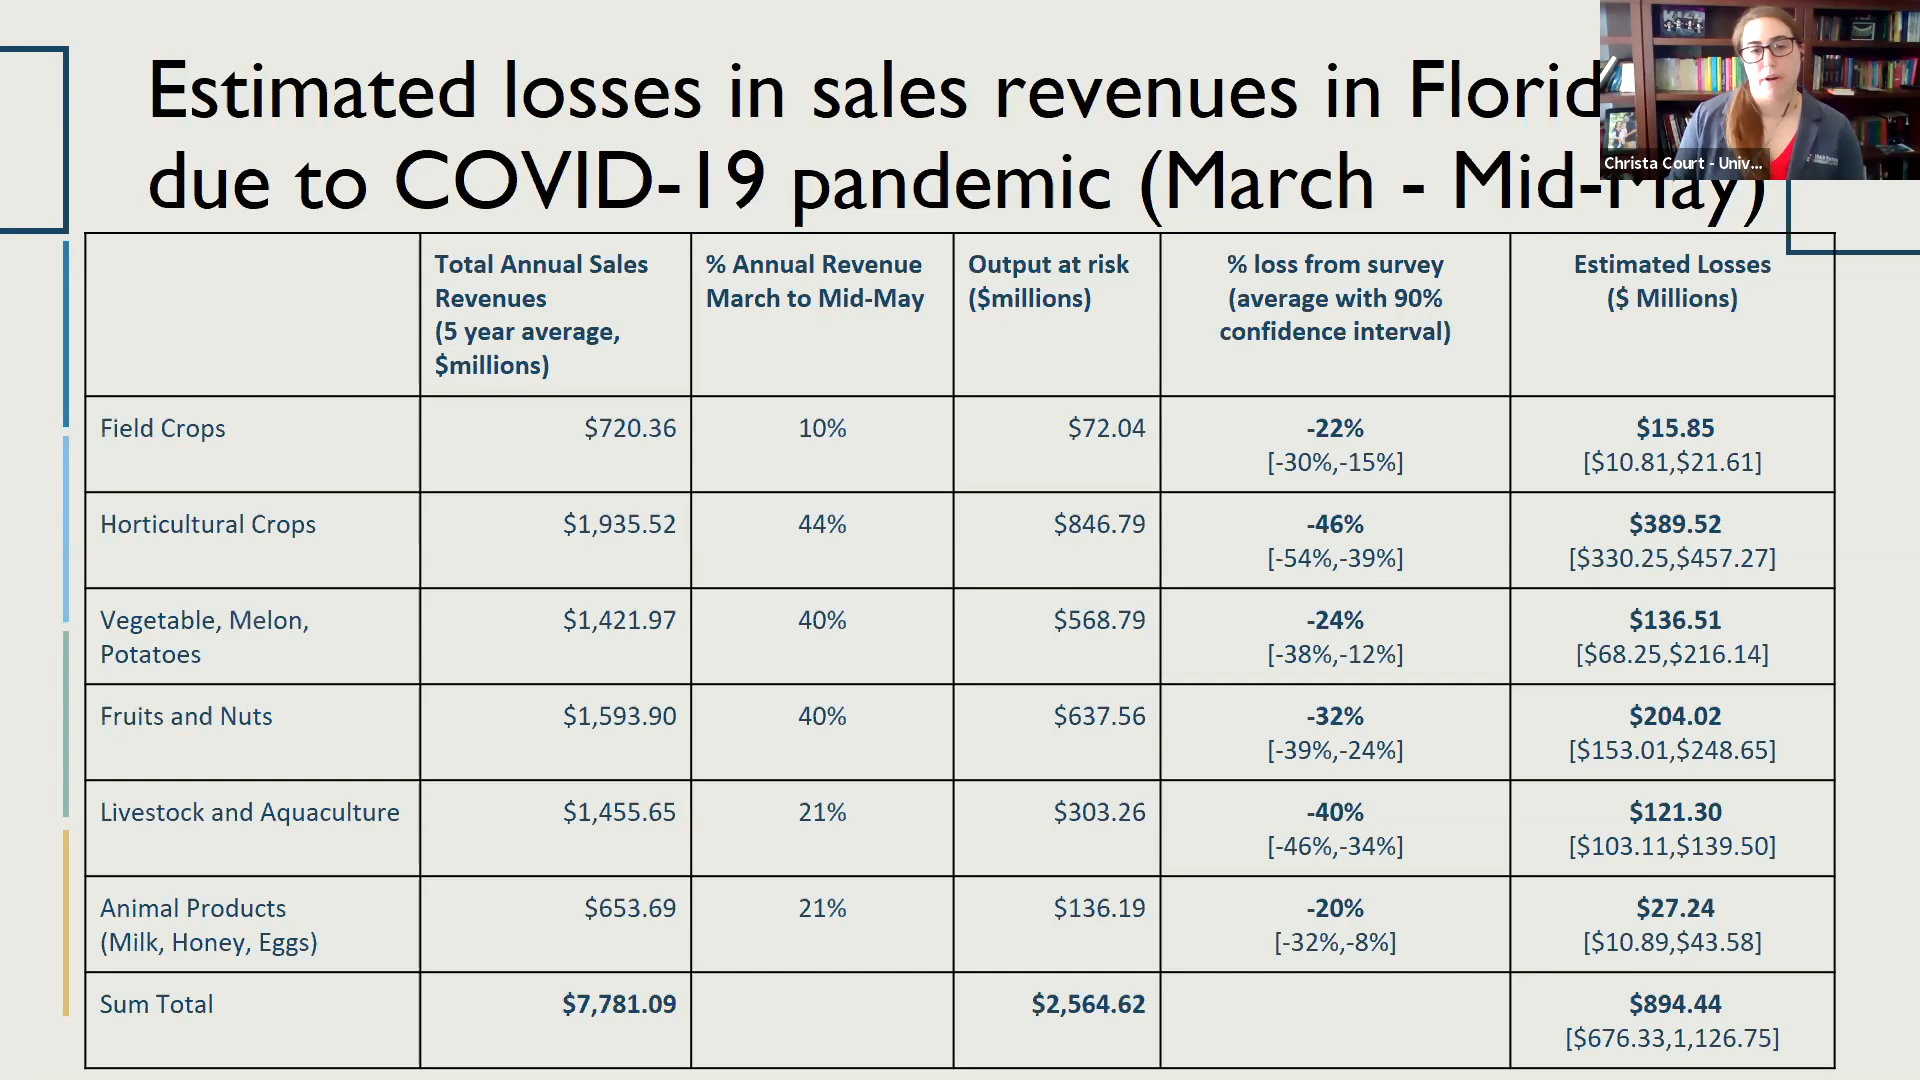 Estimated losses in sales revenues in Florid
due to COVID-19 pandemic (March - Mid-May)
Christa Court - Univ...
Total Annual Sales
Revenues
(5 year average,
$millions)
% Annual Revenue
March to Mid-May
Output at risk
($millions)
% loss from survey
(average with 90%
confidence interval)
Estimated Losses
($ Millions)
Field Crops
$720.36
10%
$72.04
-22%
[-30%,-15%]
$15.85
[$10.81,$21.61]
Horticultural Crops
$1,935.52
44%
$846.79
-46%
[-54%,-39%]
$389.52
[$330.25,$457.27]
Vegetable, Melon,
Potatoes
$1,421.97
40%
$568.79
-24%
[-38%,-12%]
$136.51
[$68.25,$216.14]
Fruits and Nuts
$1,593.90
40%
$637.56
-32%
[-39%,-24%]
$204.02
[$153.01,$248.65]
Livestock and Aquaculture
$1,455.65
21%
$303.26
-40%
[-46%,-34%]
$121.30
[$103.11,$139.50]
Animal Products
(Milk, Honey, Eggs)
$653.69
21%
$136.19
-20%
[-32%,-8%]
$27.24
[$10.89,$43.58]
Sum Total
$7,781.09
$2,564.62
$894.44
[$676.33,1,126.75]